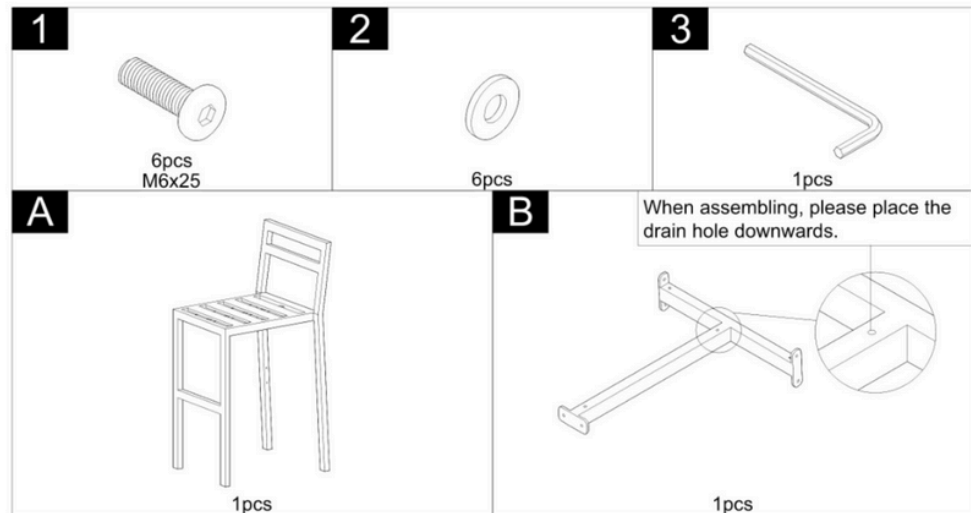 1
6pcs
M6x25
2
6pcs
3
1pcs
A
1pcs
B
When assembling, please place the
drain hole downwards.
1pcs